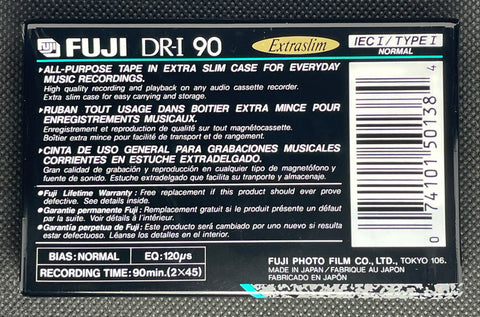 FUJI FUJI DR-I 90 Extraslim IEC I / TYPE I
NORMAL
▸ALL-PURPOSE TAPE IN EXTRA SLIM CASE FOR EVERYDAY
MUSIC RECORDINGS.
High quality recording and playback on any audio cassette recorder.
Extra slim case for easy carrying and storage.
▸RUBAN TOUT USAGE DANS BOITIER EXTRA MINCE POUR
ENREGISTREMENTS MUSICAUX.
Enregistrement et reproduction de qualité sur tout magnétocassette.
Boîtier extra mince pour facilité de transport et de rangement.
▸CINTA DE USO GENERAL PARA GRABACIONES MUSICALES
CORRIENTES EN ESTUCHE EXTRADELGADO.
Gran calidad de grabación y reproducción en cualquier tipo de magnetófono y
fuente de sonido. Estuche extradelgado que facilita su tranporte y almacenaje.
●Fuji Lifetime Warranty: Free replacement if this product should ever prove
defective. See details inside.
●Garantie permanente Fuji: Remplacement gratuit si le produit présente un défaut
par la suite. Voir détails à l'intérieur.
●Garantía perpetua de Fuji: Este producto será cambiado por uno nuevo si resulta
estar defectuoso. Léanse los detalles en el interior.
BIAS: NORMAL EQ: 120μs
RECORDING TIME: 90min. (2×45)
FUJI PHOTO FILM CO., LTD., TOKYO 106.
MADE IN JAPAN / FABRIQUE AU JAPON
FABRICADO EN JAPÓN
0 74101 50138 4